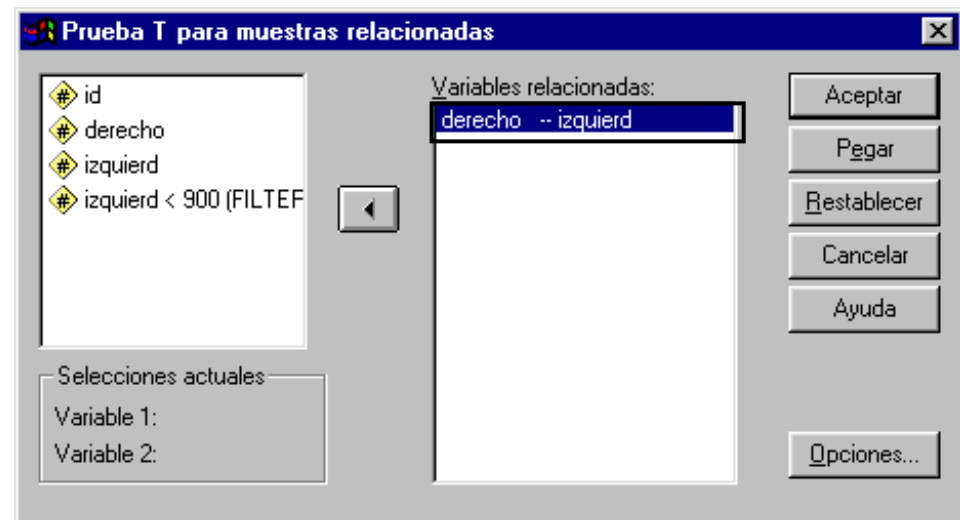 Prueba T para muestras relacionadas
id
derecho
izquierd
izquierd < 900 (FILTEF
Variables relacionadas:
derecho -- izquierd
Aceptar
Pegar
Restablecer
Cancelar
Ayuda
Selecciones actuales
Variable 1:
Variable 2:
Opciones...